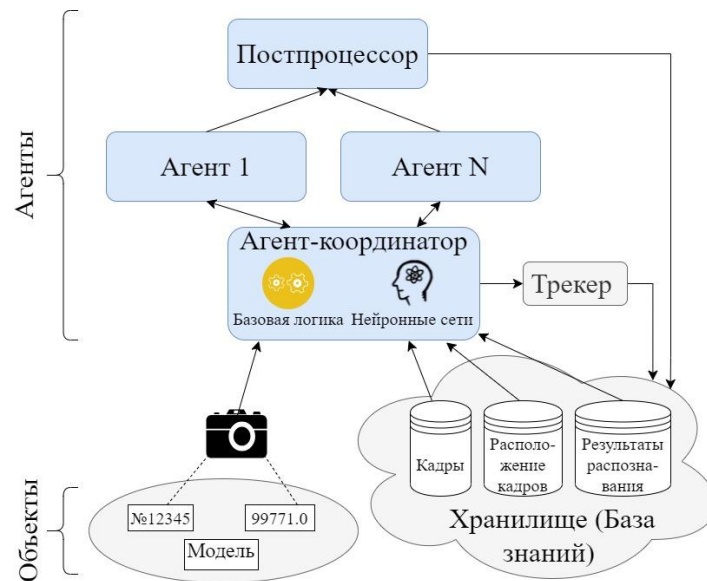 Агенты
Постпроцессор
Агент 1
Агент N
Агент-координатор
Базовая логика
Нейронные сети
Трекер
Объекты
№12345
99771.0
Модель
Кадры
Располо-
жение
кадров
Результаты
распозна-
вания
Хранилище (База
знаний)